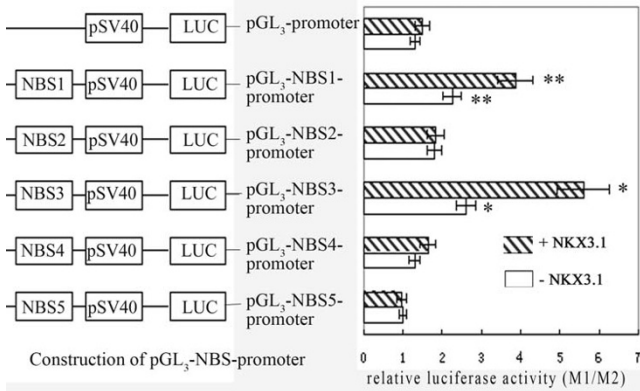 pSV40 LUC pGL3-promoter
NBS1 pSV40 LUC pGL3-NBS1-
promoter
**
**
NBS2 pSV40 LUC pGL3-NBS2-
promoter
NBS3 pSV40 LUC pGL3-NBS3-
promoter
*
*
NBS4 pSV40 LUC pGL3-NBS4-
promoter
+ NKX3.1
- NKX3.1
NBS5 pSV40 LUC pGL3-NBS5-
promoter
0 1 2 3 4 5 6 7
Construction of pGL3-NBS-promoter
relative luciferase activity (M1/M2)